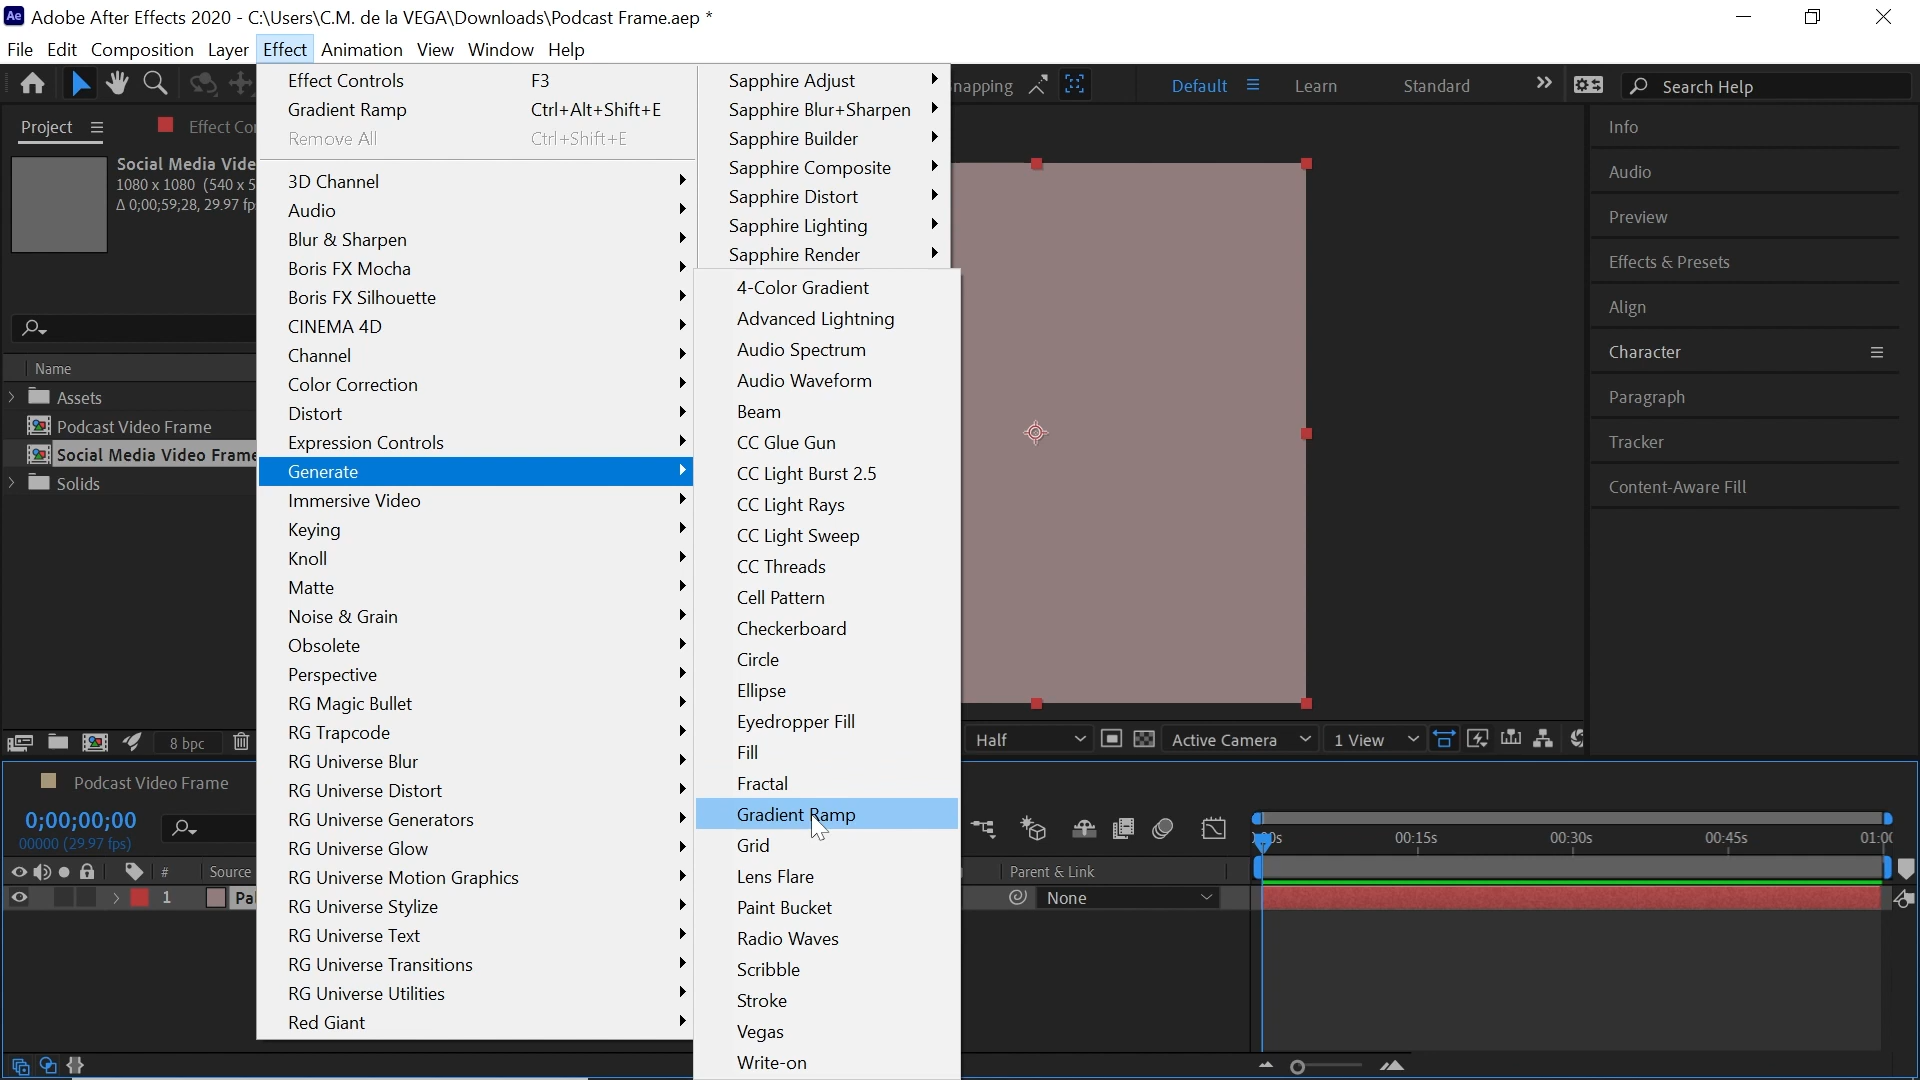 Ae Adobe After Effects 2020 - C:\Users\C.M. de la VEGA\Downloads\Podcast Frame.aep *
File Edit Composition Layer Effect Animation View Window Help
napping
Default
Learn
Standard
Search Help
Project
Effect Co
Social Media Vide
1080 x 1080 (540 x 5
Δ 0;00;59;28, 29.97 fp
Name
Assets
Podcast Video Frame
Social Media Video Frame
Solids
8 bpc
Effect Controls F3
Gradient Ramp Ctrl+Alt+Shift+E
Remove All Ctrl+Shift+E
3D Channel
Audio
Blur & Sharpen
Boris FX Mocha
Boris FX Silhouette
CINEMA 4D
Channel
Color Correction
Distort
Expression Controls
Generate
Immersive Video
Keying
Knoll
Matte
Noise & Grain
Obsolete
Perspective
RG Magic Bullet
RG Trapcode
RG Universe Blur
RG Universe Distort
RG Universe Generators
RG Universe Glow
RG Universe Motion Graphics
RG Universe Stylize
RG Universe Text
RG Universe Transitions
RG Universe Utilities
Red Giant
Sapphire Adjust
Sapphire Blur+Sharpen
Sapphire Builder
Sapphire Composite
Sapphire Distort
Sapphire Lighting
Sapphire Render
4-Color Gradient
Advanced Lightning
Audio Spectrum
Audio Waveform
Beam
CC Glue Gun
CC Light Burst 2.5
CC Light Rays
CC Light Sweep
CC Threads
Cell Pattern
Checkerboard
Circle
Ellipse
Eyedropper Fill
Fill
Fractal
Gradient Ramp
Grid
Lens Flare
Paint Bucket
Radio Waves
Scribble
Stroke
Vegas
Write-on
Info
Audio
Preview
Effects & Presets
Align
Character
Paragraph
Tracker
Content-Aware Fill
Half
Active Camera
1 View
Podcast Video Frame
0;00;00;00
00000 (29.97 fps)
# Source
Parent & Link
1 Pal
None
00s 00:15s 00:30s 00:45s 01:00